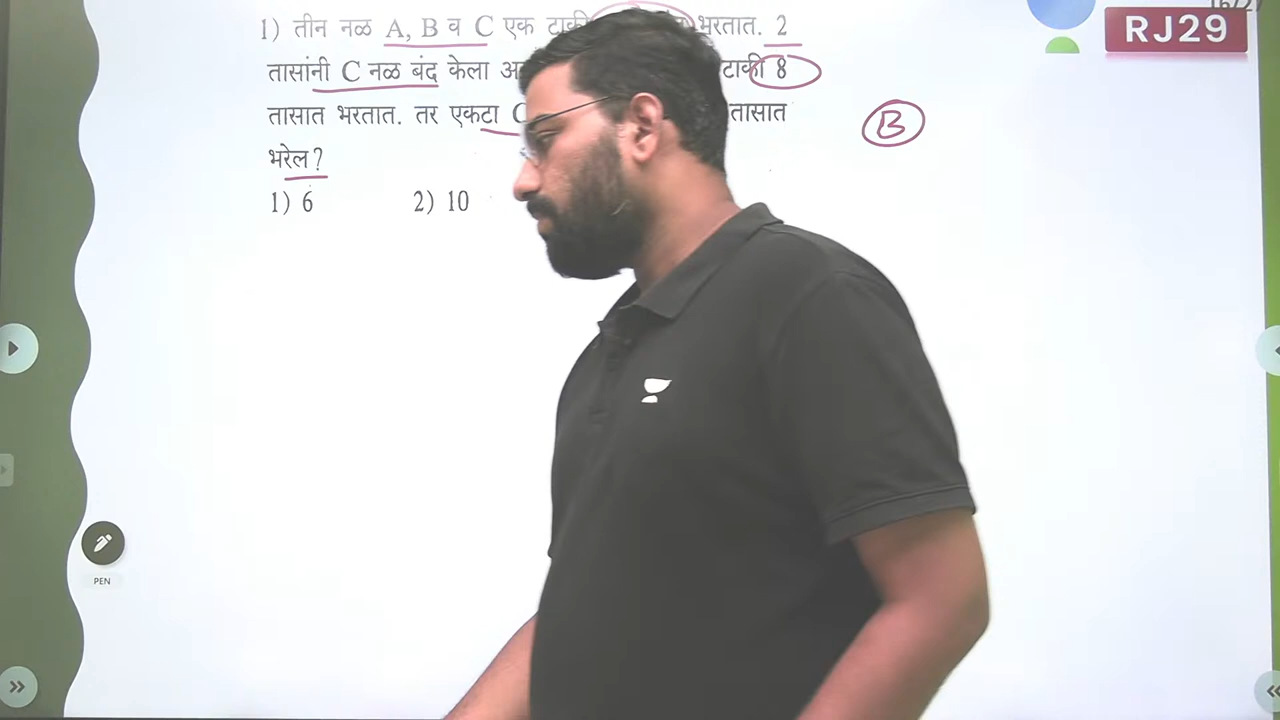 1) तीन नळ A, B व C एक टाकी भरतात. 2
तासांनी C नळ बंद केला टाकी 8
तासात भरतात. तर एकटा C तासात
भरेल?
1) 6 2) 10
B
RJ29
PEN